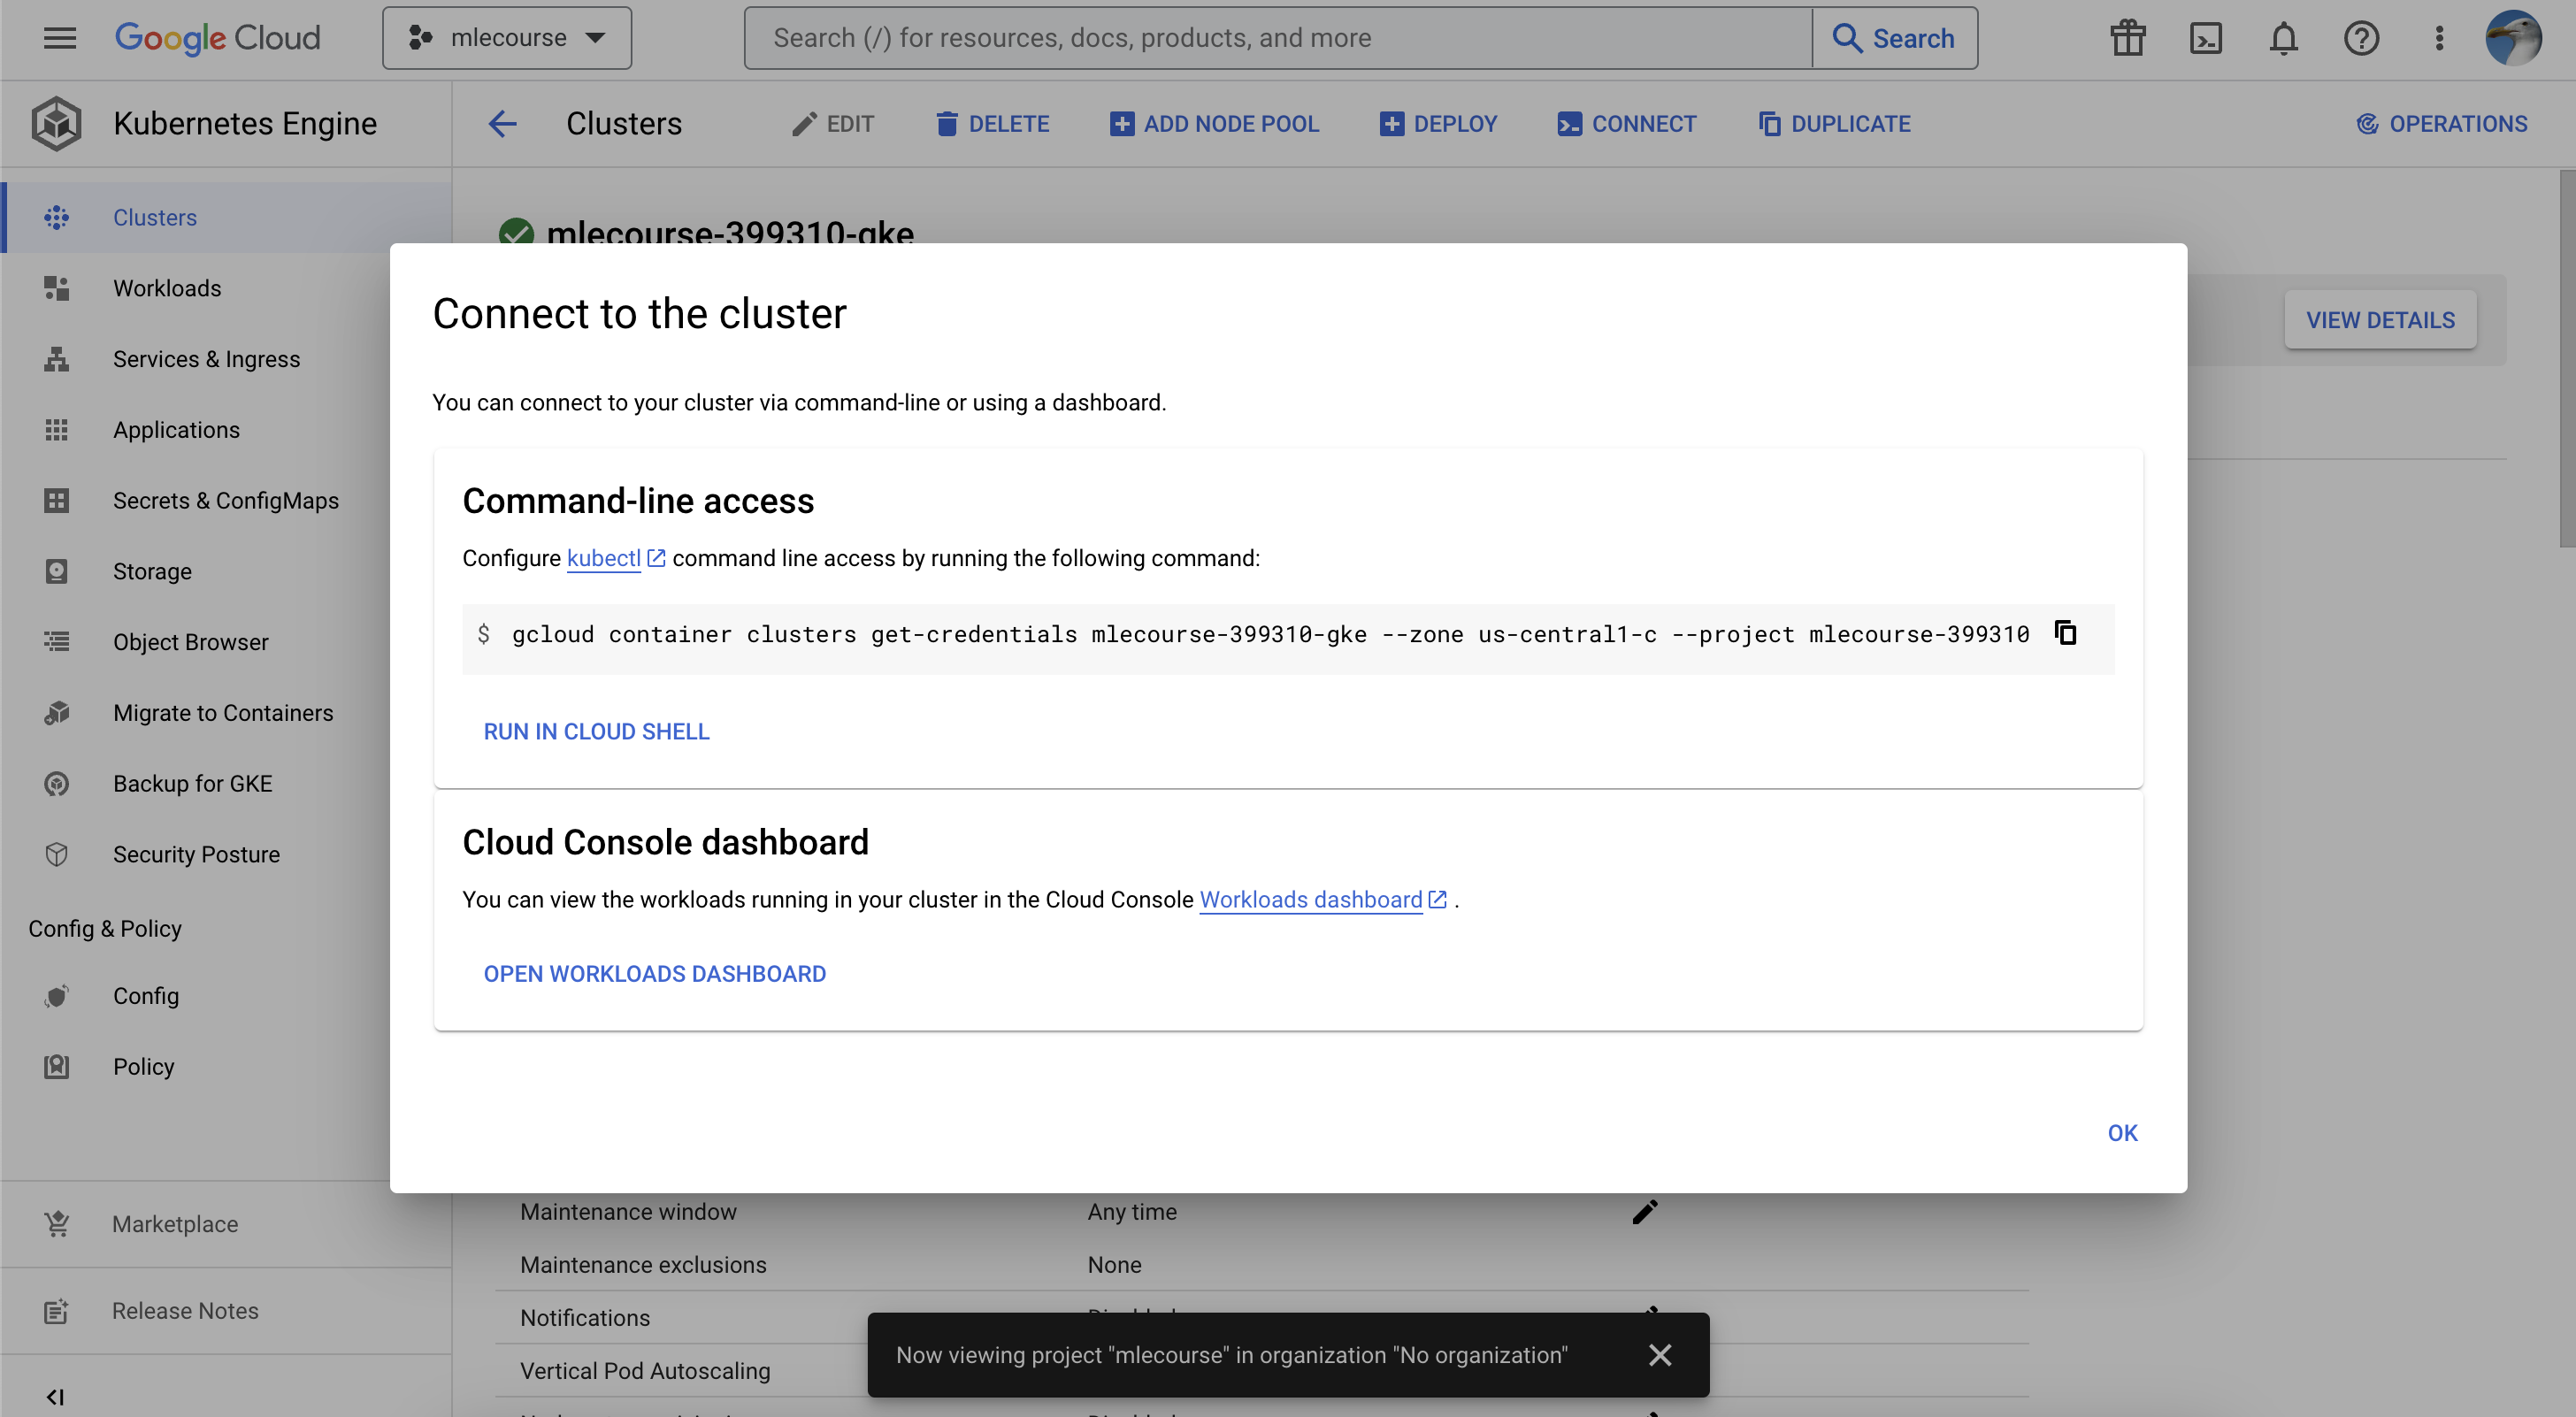 Google Cloud
mlecourse
Search (/) for resources, docs, products, and more
Search
Kubernetes Engine
Clusters
EDIT
DELETE
ADD NODE POOL
DEPLOY
CONNECT
DUPLICATE
OPERATIONS
Clusters
Workloads
Services & Ingress
Applications
Secrets & ConfigMaps
Storage
Object Browser
Migrate to Containers
Backup for GKE
Security Posture
Config & Policy
Config
Policy
Marketplace
Release Notes
mlecourse-399310-gke
VIEW DETAILS
Connect to the cluster
You can connect to your cluster via command-line or using a dashboard.
Command-line access
Configure kubectl command line access by running the following command:
$ gcloud container clusters get-credentials mlecourse-399310-gke --zone us-central1-c --project mlecourse-399310
RUN IN CLOUD SHELL
Cloud Console dashboard
You can view the workloads running in your cluster in the Cloud Console Workloads dashboard .
OPEN WORKLOADS DASHBOARD
OK
Maintenance window Any time
Maintenance exclusions None
Notifications
Vertical Pod Autoscaling
Now viewing project "mlecourse" in organization "No organization"